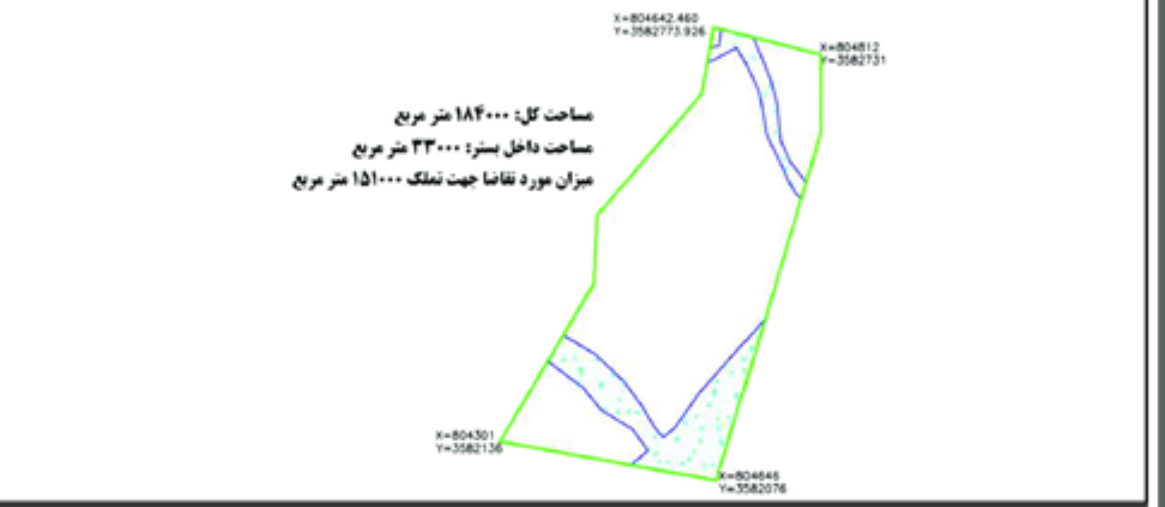 X=804642.460
Y=3582773.926
X=804812
Y=3582731
مساحت کل: ۱۸۴۰۰۰ متر مربع
مساحت داخل بستر: ۳۳۰۰۰ متر مربع
میزان مورد تقاضا جهت تملک ۱۵۱۰۰۰ متر مربع
X=804301
Y=3582136
X=804646
Y=3582076